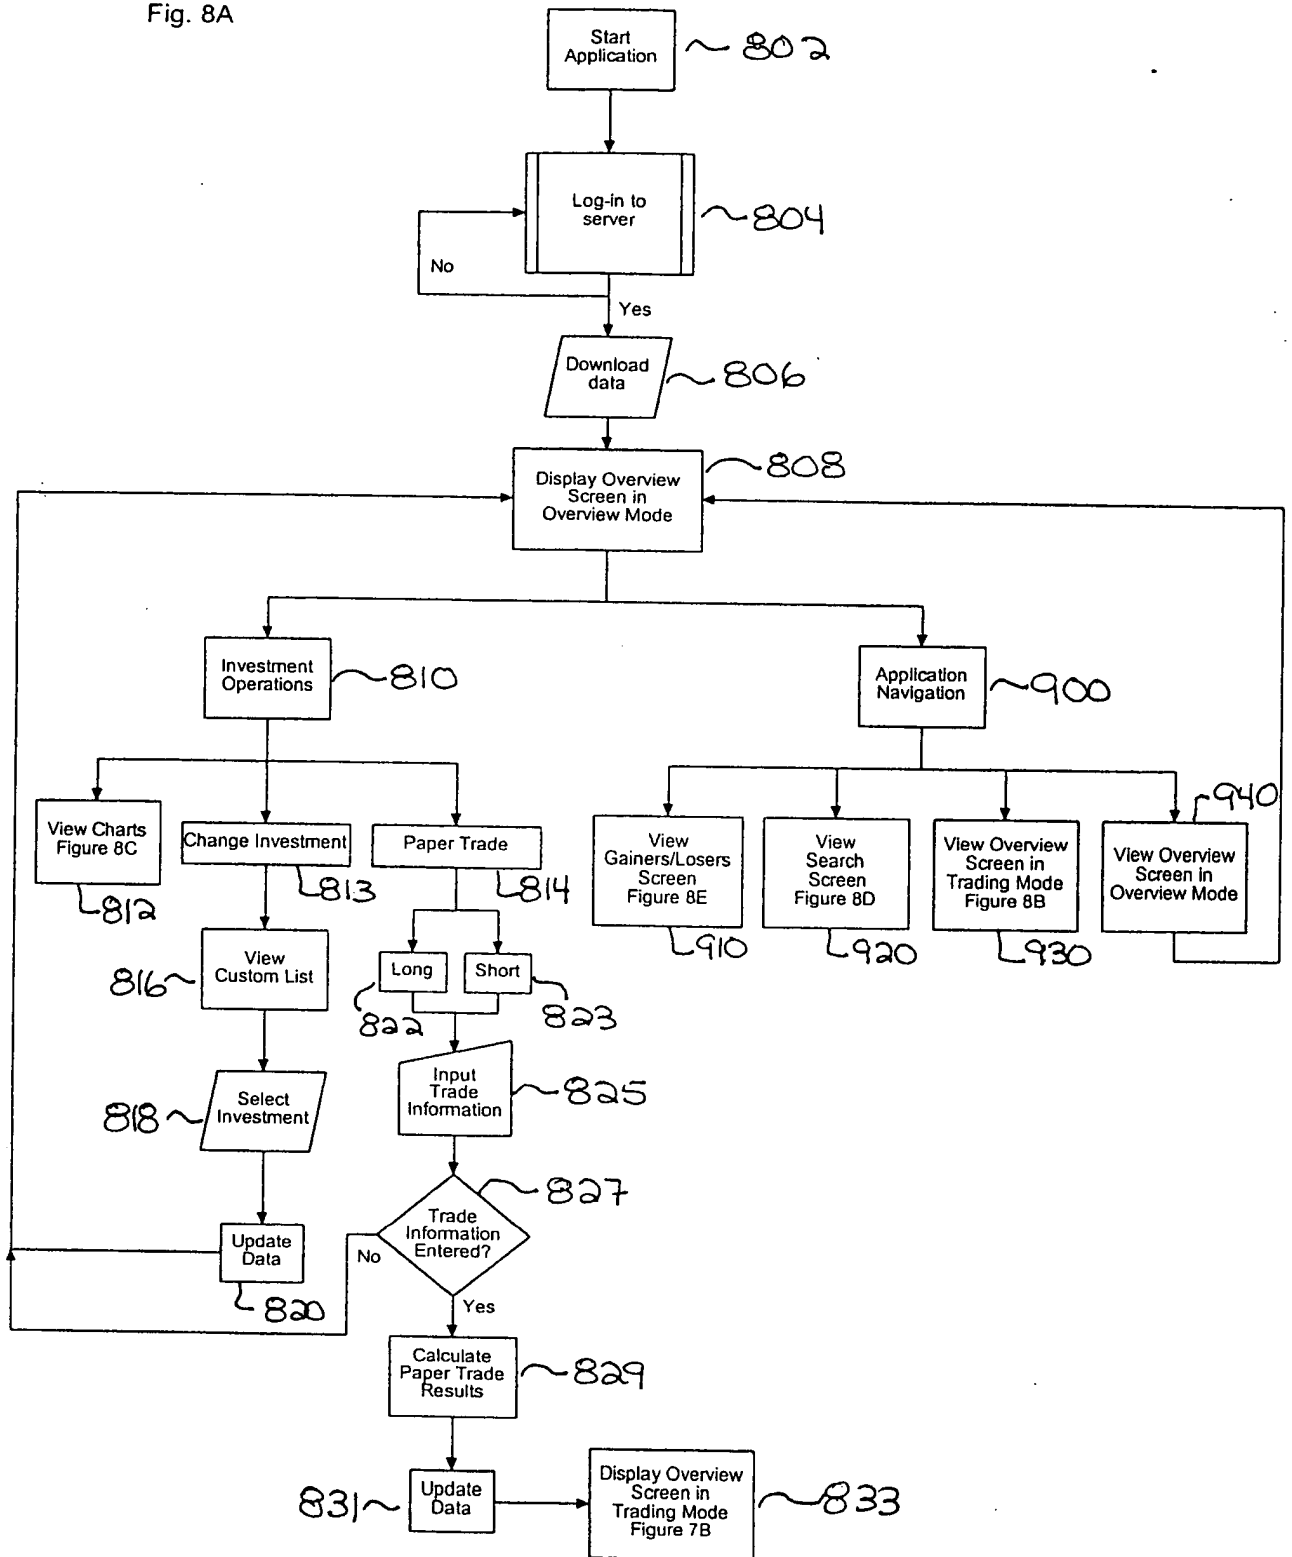 Fig. 8A
Start
Application
802
Log-in to
server
804
No
Yes
Download
data
806
Display Overview
Screen in
Overview Mode
808
Investment
Operations
810
Application
Navigation
900
View Charts
Figure 8C
812
Change Investment
813
Paper Trade
814
View
Gainers/Losers
Screen
Figure 8E
910
View
Search
Screen
Figure 8D
920
View Overview
Screen in
Trading Mode
Figure 8B
930
View Overview
Screen in
Overview Mode
940
View
Custom List
816
Long
822
Short
823
Select
Investment
818
Input
Trade
Information
825
Update
Data
820
Trade
Information
Entered?
827
No
Yes
Calculate
Paper Trade
Results
829
Update
Data
831
Display Overview
Screen in
Trading Mode
Figure 7B
833